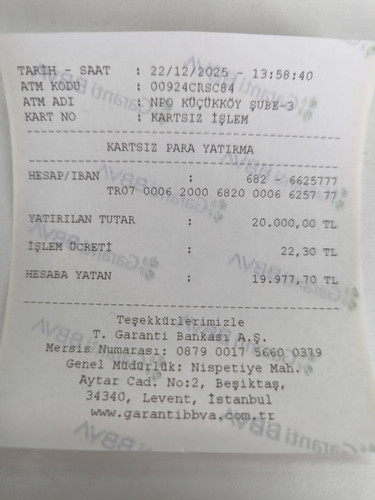 TARİH - SAAT : 22/12/2025 - 13:58:40
ATM KODU : 00924CRSC84
ATM ADI : NPO KÜÇÜKKÖY ŞUBE-3
KART NO : KARTSIZ İŞLEM
KARTSIZ PARA YATIRMA
HESAP/IBAN : 682 - 6625777
TR07 0006 2000 6820 0006 6257 77
YATIRILAN TUTAR : 20.000,00 TL
İŞLEM ÜCRETİ : 22,30 TL
HESABA YATAN : 19.977,70 TL
Teşekkürlerimizle
T. Garanti Bankası A.Ş.
Mersis Numarası: 0879 0017 5660 0379
Genel Müdürlük: Nispetiye Mah.
Aytar Cad. No:2, Beşiktaş,
34340, Levent, İstanbul
www.garantibbva.com.tr